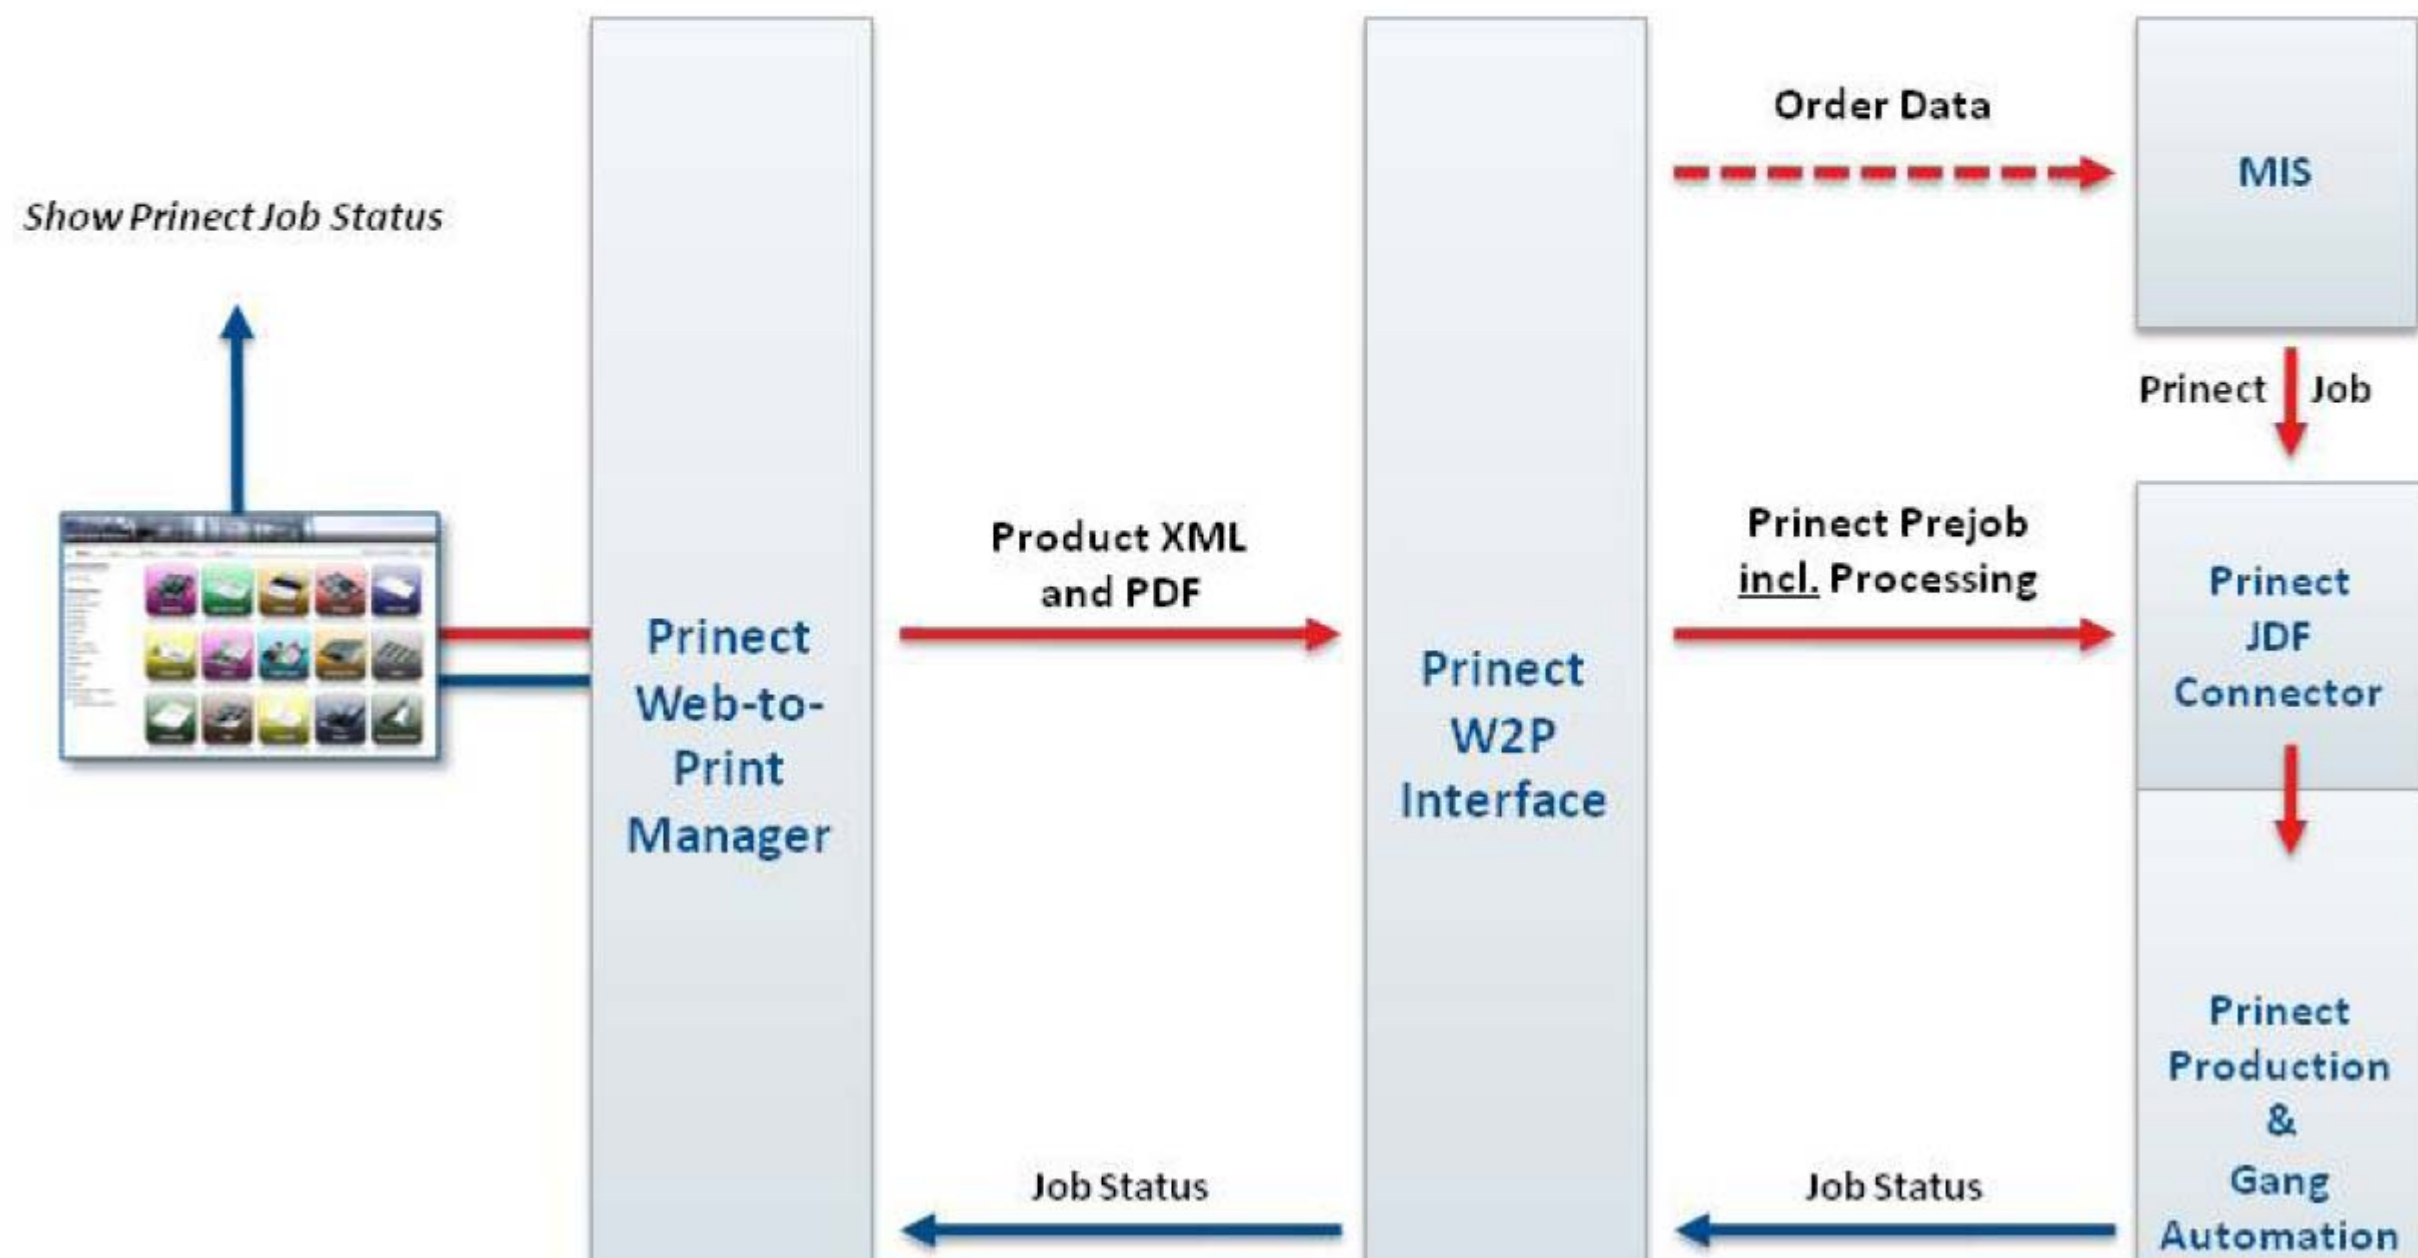 Order Data
MIS
Show Prinect Job Status
Prinect Job
Product XML
and PDF
Prinect Prejob
incl. Processing
Prinect
JDF
Connector
Prinect
Web-to-
Print
Manager
Prinect
W2P
Interface
Prinect
Production
&
Gang
Automation
Job Status
Job Status